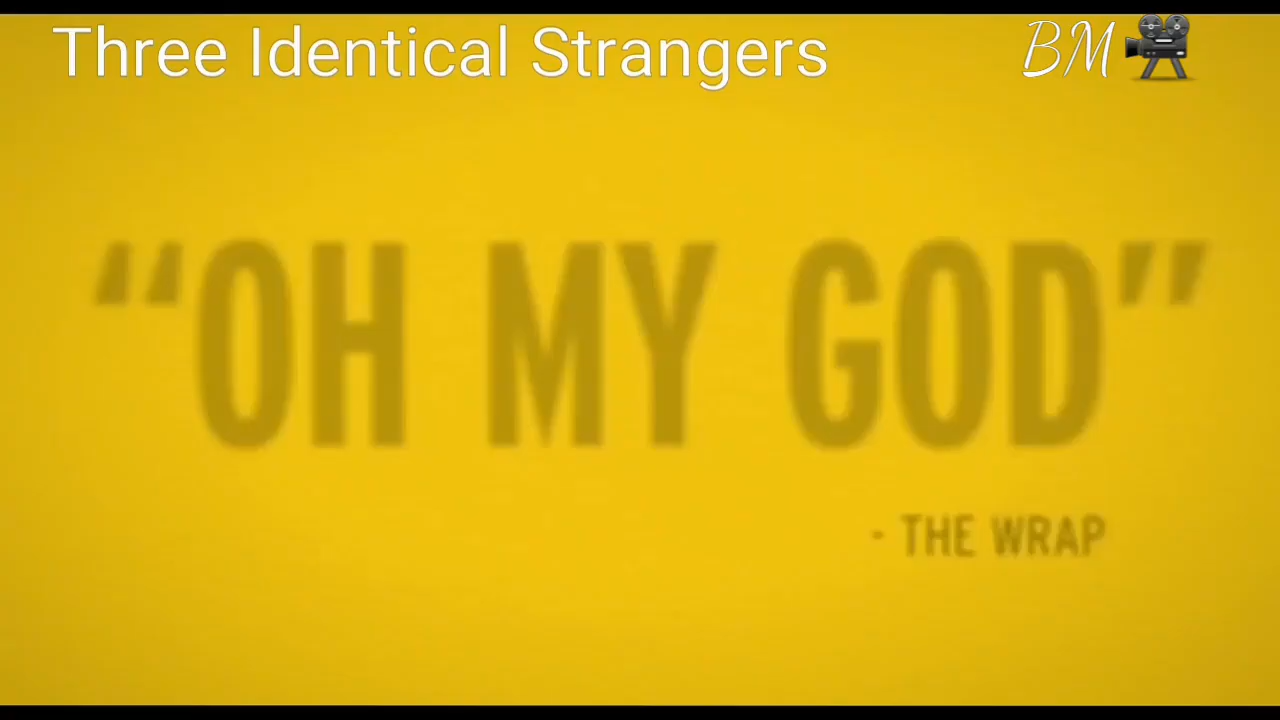 Three Identical Strangers
BM
“OH MY GOD”
- THE WRAP